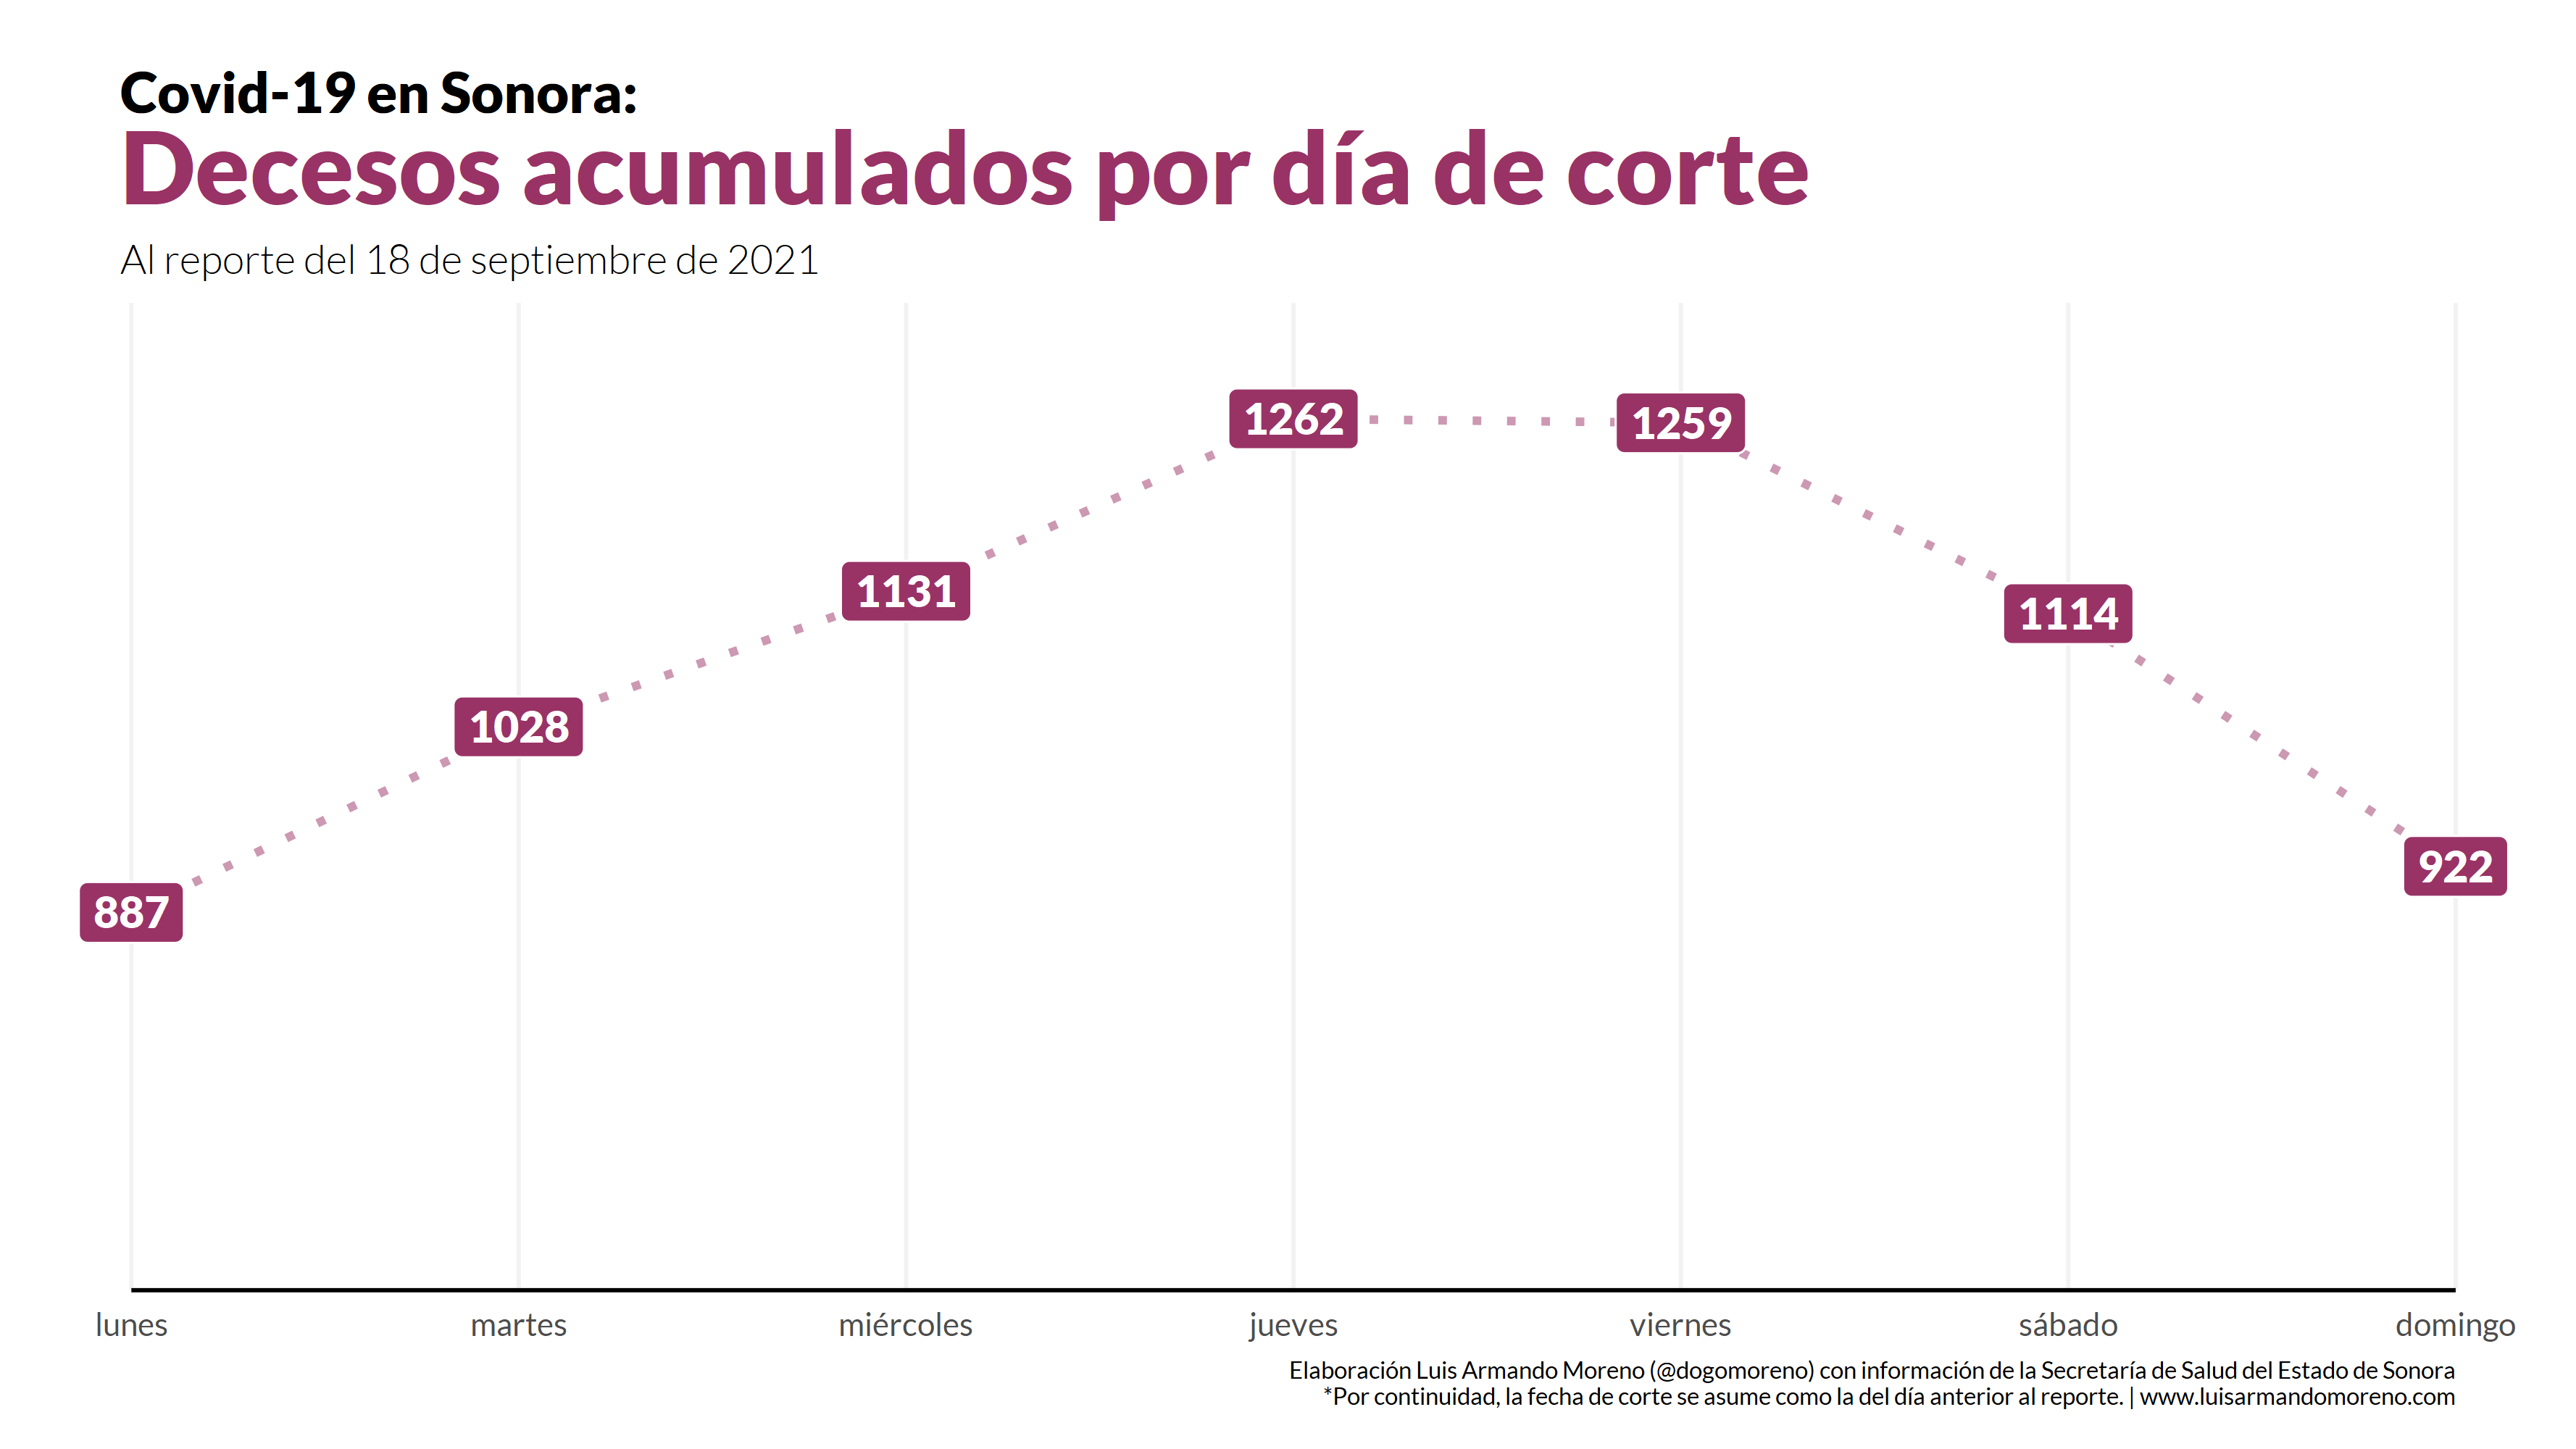 Covid-19 en Sonora:
Decesos acumulados por día de corte
Al reporte del 18 de septiembre de 2021
1262
1259
1131
1114
1028
922
887
lunes martes miércoles jueves viernes sábado domingo
Elaboración Luis Armando Moreno (@dogomoreno) con información de la Secretaría de Salud del Estado de Sonora
*Por continuidad, la fecha de corte se asume como la del día anterior al reporte. | www.luisarmandomoreno.com